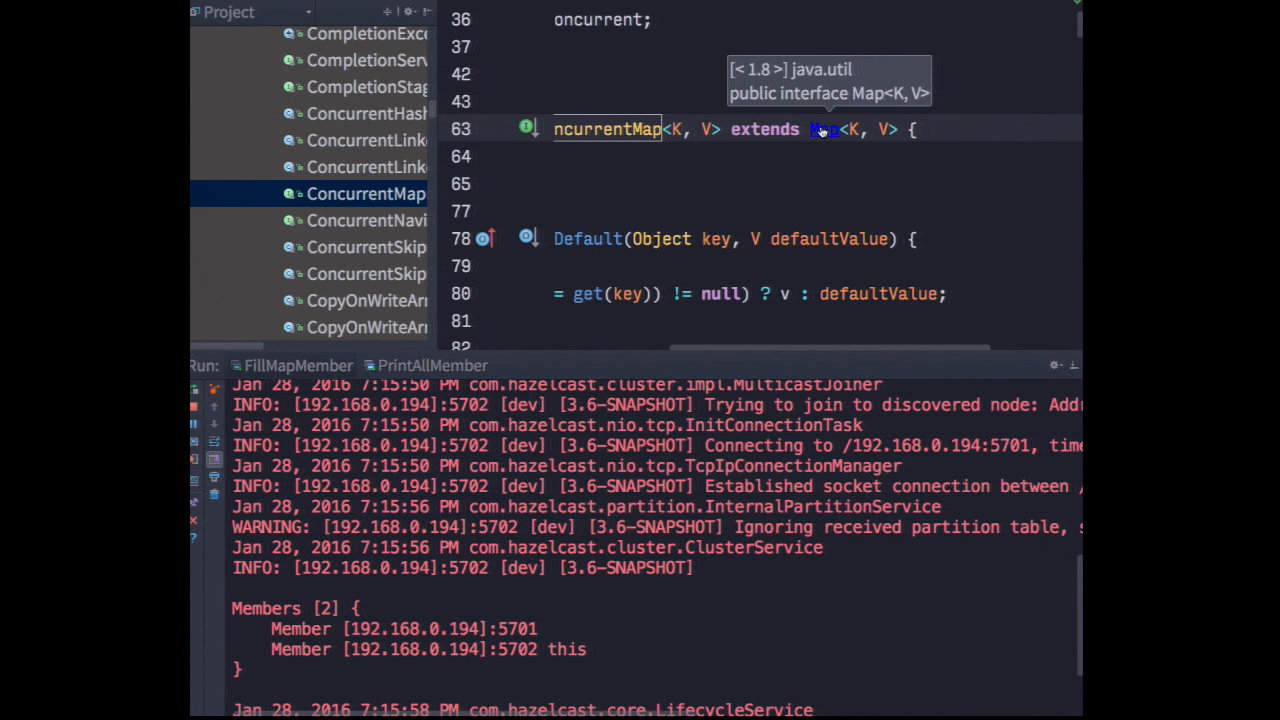 Project
CompletionExce
CompletionServ
CompletionStag
ConcurrentHash
ConcurrentLink
ConcurrentLink
ConcurrentMap
ConcurrentNavi
ConcurrentSkip
ConcurrentSkip
CopyOnWriteArr
CopyOnWriteArr
36 oncurrent;
37
42
43
[< 1.8 >] java.util
public interface Map<K, V>
63 ncurrentMap<K, V> extends Map<K, V> {
64
65
77
78 Default(Object key, V defaultValue) {
79
80 = get(key)) != null) ? v : defaultValue;
81
82
Run: FillMapMember PrintAllMember
Jan 28, 2016 7:15:50 PM com.hazelcast.cluster.impl.MulticastJoiner
INFO: [192.168.0.194]:5702 [dev] [3.6-SNAPSHOT] Trying to join to discovered node: Addr
Jan 28, 2016 7:15:50 PM com.hazelcast.nio.tcp.InitConnectionTask
INFO: [192.168.0.194]:5702 [dev] [3.6-SNAPSHOT] Connecting to /192.168.0.194:5701, time
Jan 28, 2016 7:15:50 PM com.hazelcast.nio.tcp.TcpIpConnectionManager
INFO: [192.168.0.194]:5702 [dev] [3.6-SNAPSHOT] Established socket connection between /
Jan 28, 2016 7:15:56 PM com.hazelcast.partition.InternalPartitionService
WARNING: [192.168.0.194]:5702 [dev] [3.6-SNAPSHOT] Ignoring received partition table, s
Jan 28, 2016 7:15:56 PM com.hazelcast.cluster.ClusterService
INFO: [192.168.0.194]:5702 [dev] [3.6-SNAPSHOT]
Members [2] {
Member [192.168.0.194]:5701
Member [192.168.0.194]:5702 this
}
Jan 28, 2016 7:15:58 PM com.hazelcast.core.LifecycleService